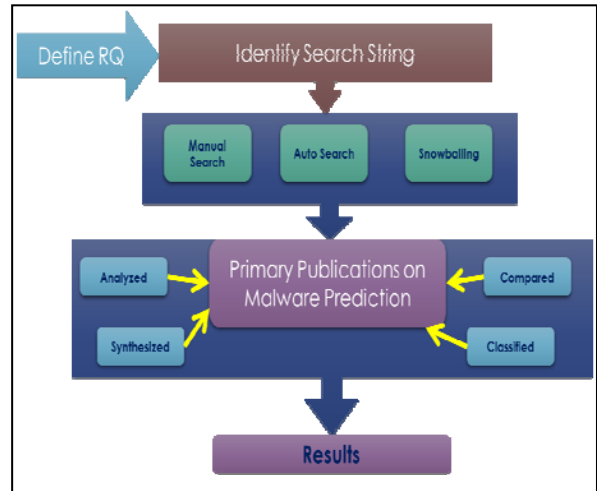 Define RQ
Identify Search String
Manual
Search
Auto Search
Snowballing
Primary Publications on
Malware Prediction
Analyzed
Compared
Synthesized
Classified
Results